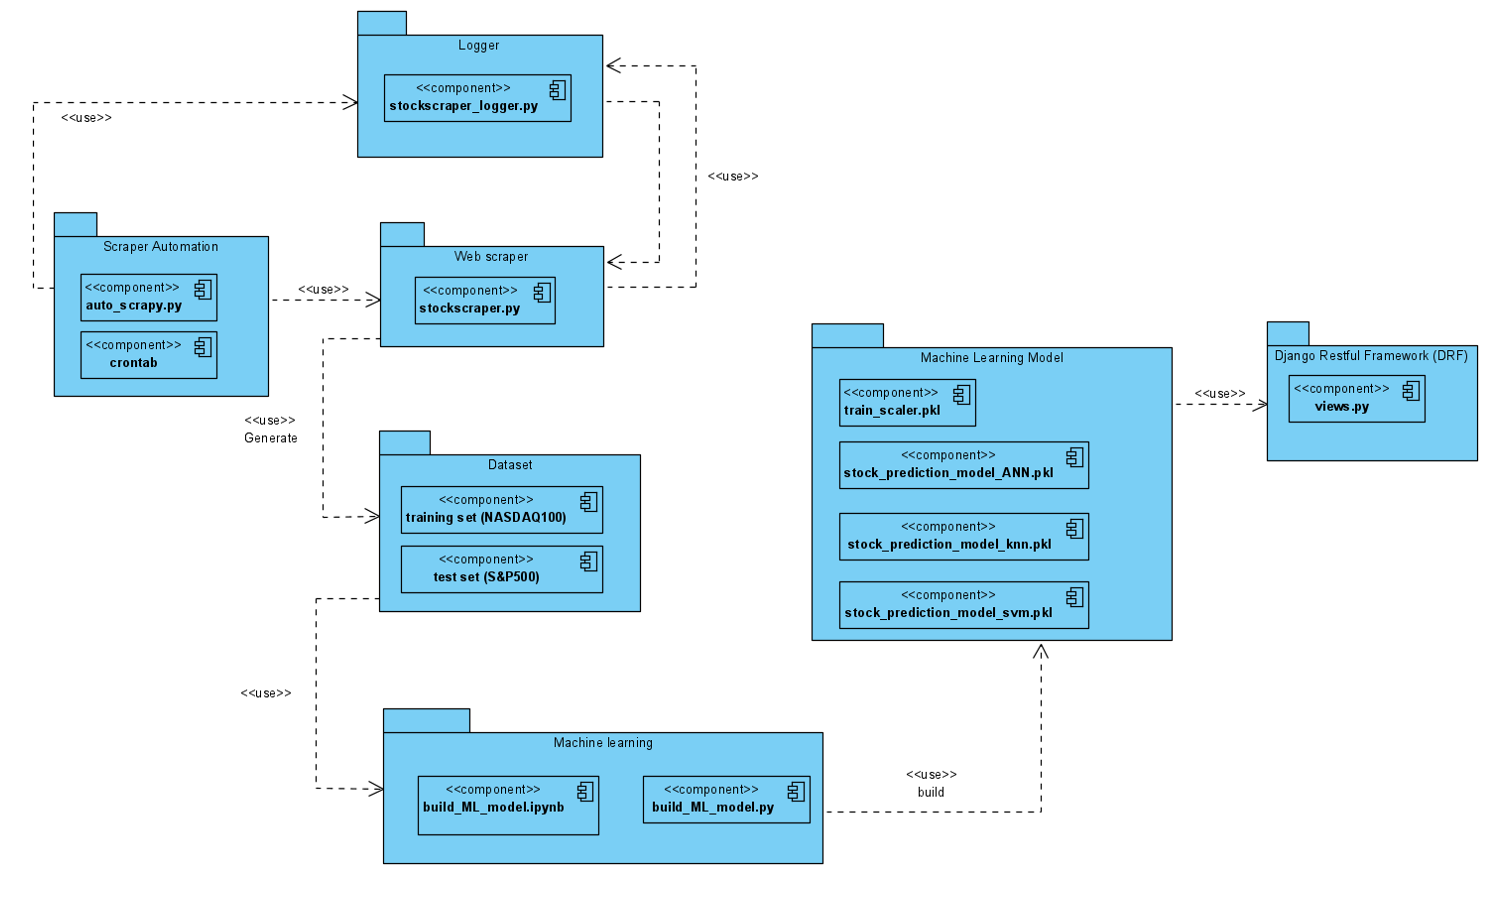 Logger
<<component>>
stockscraper_logger.py
<<use>>
<<use>>
Scraper Automation
<<component>>
auto_scrapy.py
<<component>>
crontab
<<use>>
Web scraper
<<component>>
stockscraper.py
<<use>>
Generate
Dataset
<<component>>
training set (NASDAQ100)
<<component>>
test set (S&P500)
<<use>>
Machine learning
<<component>>
build_ML_model.ipynb
<<component>>
build_ML_model.py
<<use>>
build
Machine Learning Model
<<component>>
train_scaler.pkl
<<component>>
stock_prediction_model_ANN.pkl
<<component>>
stock_prediction_model_knn.pkl
<<component>>
stock_prediction_model_svm.pkl
<<use>>
Django Restful Framework (DRF)
<<component>>
views.py